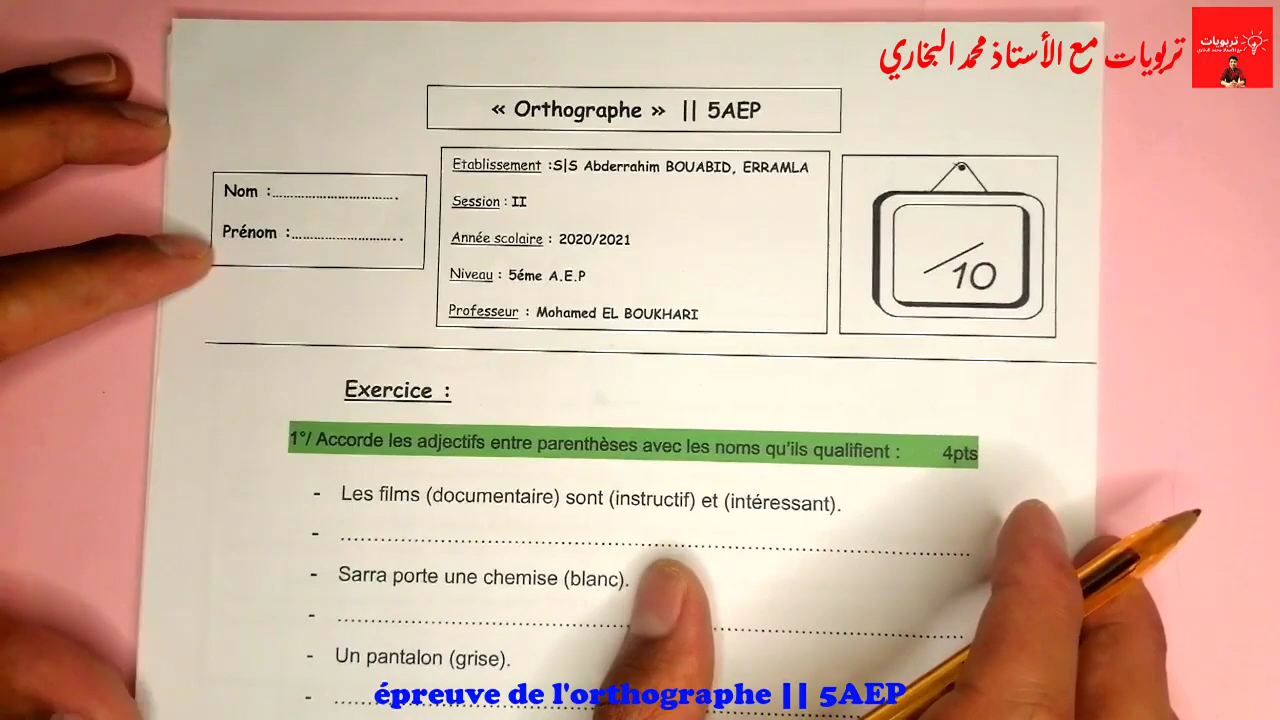 تربويات مع الأستاذ محمد البخاري
تربويات
« Orthographe » || 5AEP
Nom :...............................
Prénom :...........................
Etablissement :S|S Abderrahim BOUABID, ERRAMLA
Session : II
Année scolaire : 2020/2021
Niveau : 5éme A.E.P
Professeur : Mohamed EL BOUKHARI
/10
Exercice :
1°/ Accorde les adjectifs entre parenthèses avec les noms qu'ils qualifient : 4pts
- Les films (documentaire) sont (instructif) et (intéressant).
- ......................................................................
- Sarra porte une chemise (blanc).
- ......................................................................
- Un pantalon (grise).
- ......................................................................
épreuve de l'orthographe || 5AEP